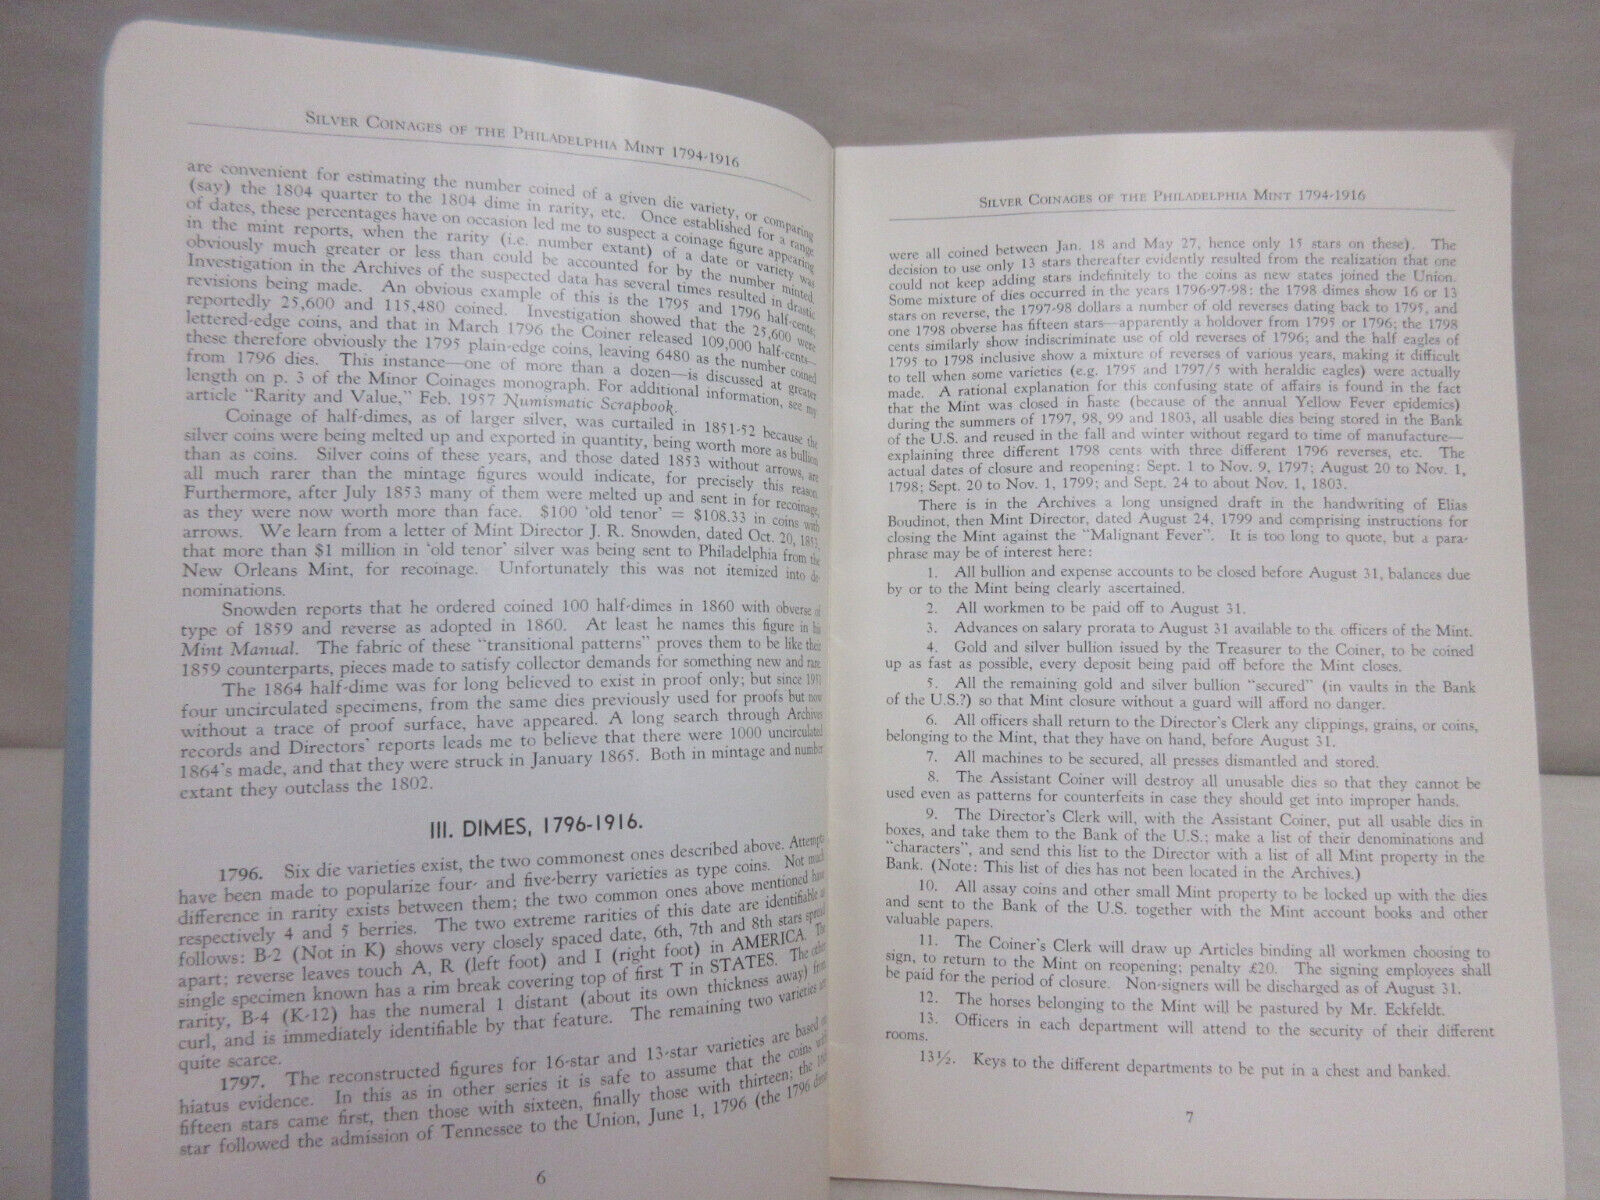 SILVER COINAGES OF THE PHILADELPHIA MINT 1794-1916
are convenient for estimating the number coined of a given die variety, or comparing
(say) the 1804 quarter to the 1804 dime in rarity, etc. Once established for a range
of dates, these percentages have on occasion led me to suspect a coinage figure appearing
in the mint reports, when the rarity (i.e. number extant) of a date or variety was
obviously much greater or less than could be accounted for by the number minted.
Investigation in the Archives of the suspected data has several times resulted in drastic
revisions being made. An obvious example of this is the 1795 and 1796 half-cents,
reportedly 25,600 and 115,480 coined. Investigation showed that the 25,600 were
lettered-edge coins, and that in March 1796 the Coiner released 109,000 half-cents—
these therefore obviously the 1795 plain-edge coins, leaving 6480 as the number coined
from 1796 dies. This instance—one of more than a dozen—is discussed at greater
length on p. 3 of the Minor Coinages monograph. For additional information, see my
article "Rarity and Value," Feb. 1957 Numismatic Scrapbook.
Coinage of half-dimes, as of larger silver, was curtailed in 1851-52 because the
silver coins were being melted up and exported in quantity, being worth more as bullion
than as coins. Silver coins of these years, and those dated 1853 without arrows, are
all much rarer than the mintage figures would indicate, for precisely this reason.
Furthermore, after July 1853 many of them were melted up and sent in for recoinage,
as they were now worth more than face. $100 'old tenor' = $108.33 in coins with
arrows. We learn from a letter of Mint Director J. R. Snowden, dated Oct. 20, 1853,
that more than $1 million in 'old tenor' silver was being sent to Philadelphia from the
New Orleans Mint, for recoinage. Unfortunately this was not itemized into de-
nominations.
Snowden reports that he ordered coined 100 half-dimes in 1860 with obverse of
type of 1859 and reverse as adopted in 1860. At least he names this figure in his
Mint Manual. The fabric of these "transitional patterns" proves them to be like their
1859 counterparts, pieces made to satisfy collector demands for something new and rare.
The 1864 half-dime was for long believed to exist in proof only; but since 1951
four uncirculated specimens, from the same dies previously used for proofs but now
without a trace of proof surface, have appeared. A long search through Archives
records and Directors' reports leads me to believe that there were 1000 uncirculated
1864's made, and that they were struck in January 1865. Both in mintage and number
extant they outclass the 1802.
III. DIMES, 1796-1916.
1796. Six die varieties exist, the two commonest ones described above. Attempts
have been made to popularize four- and five-berry varieties as type coins. Not much
difference in rarity exists between them; the two common ones above mentioned have
respectively 4 and 5 berries. The two extreme rarities of this date are identifiable as
follows: B-2 (Not in K) shows very closely spaced date, 6th, 7th and 8th stars spread
apart; reverse leaves touch A, R (left foot) and I (right foot) in AMERICA. The
single specimen known has a rim break covering top of first T in STATES. The other
rarity, B-4 (K-12) has the numeral 1 distant (about its own thickness away) from
curl, and is immediately identifiable by that feature. The remaining two varieties are
quite scarce.
1797. The reconstructed figures for 16-star and 13-star varieties are based on
hiatus evidence. In this as in other series it is safe to assume that the coins with
fifteen stars came first, then those with sixteen, finally those with thirteen; the 16th
star followed the admission of Tennessee to the Union, June 1, 1796 (the 1796 dimes
6
SILVER COINAGES OF THE PHILADELPHIA MINT 1794-1916
were all coined between Jan. 18 and May 27, hence only 15 stars on these). The
decision to use only 13 stars thereafter evidently resulted from the realization that one
could not keep adding stars indefinitely to the coins as new states joined the Union.
Some mixture of dies occurred in the years 1796-97-98: the 1798 dimes show 16 or 13
stars on reverse, the 1797-98 dollars a number of old reverses dating back to 1795, and
one 1798 obverse has fifteen stars—apparently a holdover from 1795 or 1796; the 1798
cents similarly show indiscriminate use of old reverses of 1796; and the half eagles of
1795 to 1798 inclusive show a mixture of reverses of various years, making it difficult
to tell when some varieties (e.g. 1795 and 1797/5 with heraldic eagles) were actually
made. A rational explanation for this confusing state of affairs is found in the fact
that the Mint was closed in haste (because of the annual Yellow Fever epidemics)
during the summers of 1797, 98, 99 and 1803, all usable dies being stored in the Bank
of the U.S. and reused in the fall and winter without regard to time of manufacture—
explaining three different 1798 cents with three different 1796 reverses, etc. The
actual dates of closure and reopening: Sept. 1 to Nov. 9, 1797; August 20 to Nov. 1,
1798; Sept. 20 to Nov. 1, 1799; and Sept. 24 to about Nov. 1, 1803.
There is in the Archives a long unsigned draft in the handwriting of Elias
Boudinot, then Mint Director, dated August 24, 1799 and comprising instructions for
closing the Mint against the "Malignant Fever". It is too long to quote, but a para-
phrase may be of interest here:
1. All bullion and expense accounts to be closed before August 31, balances due
by or to the Mint being clearly ascertained.
2. All workmen to be paid off to August 31.
3. Advances on salary prorata to August 31 available to the officers of the Mint.
4. Gold and silver bullion issued by the Treasurer to the Coiner, to be coined
up as fast as possible, every deposit being paid off before the Mint closes.
5. All the remaining gold and silver bullion "secured" (in vaults in the Bank
of the U.S.?) so that Mint closure without a guard will afford no danger.
6. All officers shall return to the Director's Clerk any clippings, grains, or coins,
belonging to the Mint, that they have on hand, before August 31.
7. All machines to be secured, all presses dismantled and stored.
8. The Assistant Coiner will destroy all unusable dies so that they cannot be
used even as patterns for counterfeits in case they should get into improper hands.
9. The Director's Clerk will, with the Assistant Coiner, put all usable dies in
boxes, and take them to the Bank of the U.S.; make a list of their denominations and
"characters", and send this list to the Director with a list of all Mint property in the
Bank. (Note: This list of dies has not been located in the Archives.)
10. All assay coins and other small Mint property to be locked up with the dies
and sent to the Bank of the U.S. together with the Mint account books and other
valuable papers.
11. The Coiner's Clerk will draw up Articles binding all workmen choosing to
sign, to return to the Mint on reopening; penalty £20. The signing employees shall
be paid for the period of closure. Non-signers will be discharged as of August 31.
12. The horses belonging to the Mint will be pastured by Mr. Eckfeldt.
13. Officers in each department will attend to the security of their different
rooms.
13½. Keys to the different departments to be put in a chest and banked.
7